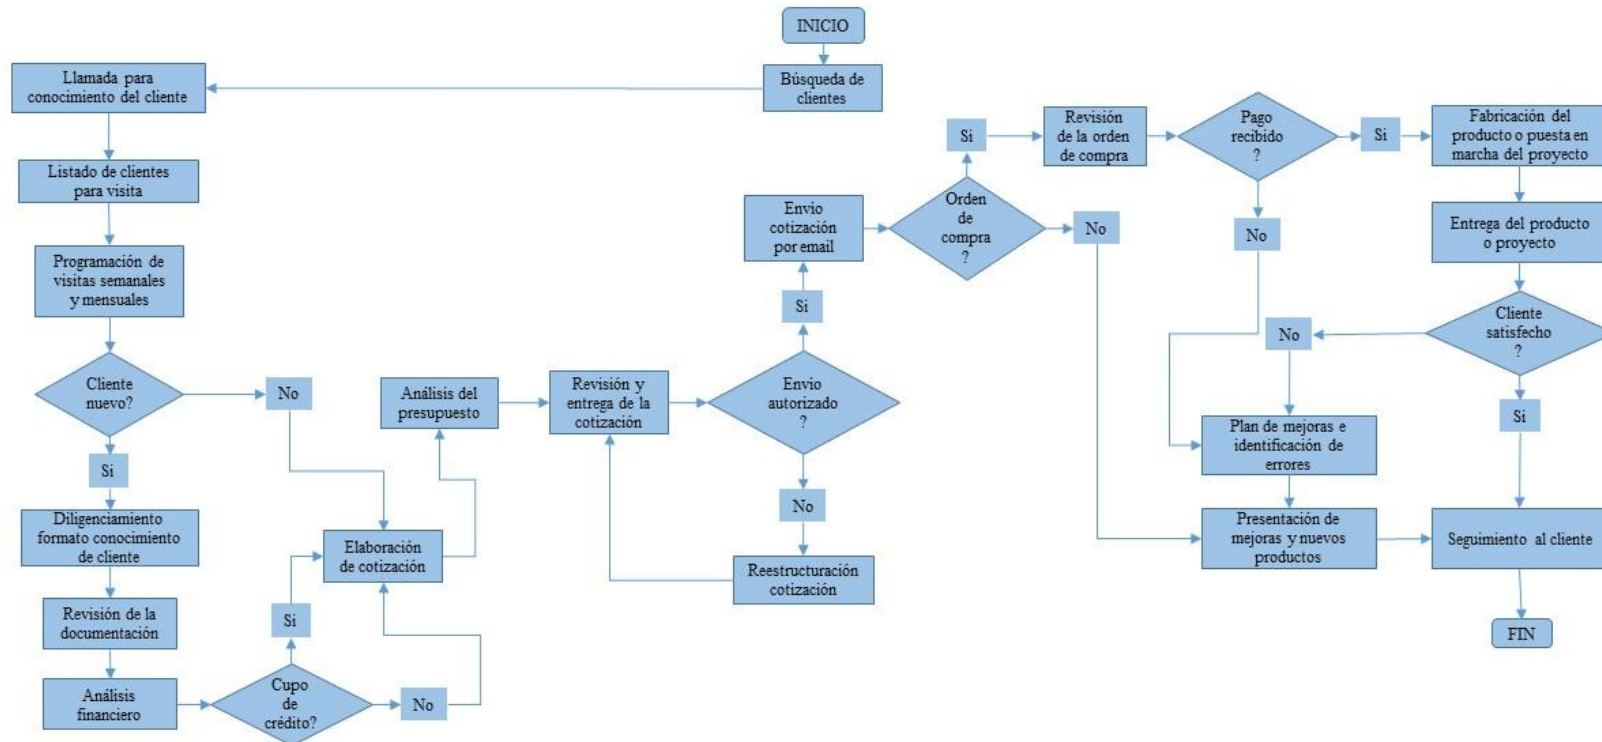 INICIO
Búsqueda de
clientes
Llamada para
conocimiento del cliente
Listado de clientes
para visita
Programación de
visitas semanales
y mensuales
Cliente
nuevo?
No
Si
Diligenciamiento
formato conocimiento
de cliente
Revisión de la
documentación
Análisis
financiero
Cupo
de
crédito?
Si
No
Elaboración
de cotización
Análisis del
presupuesto
Revisión y
entrega de la
cotización
Envío
autorizado
?
No
Reestructuración
cotización
Si
Envío
cotización
por email
Orden
de
compra
?
No
Si
Revisión
de la orden
de compra
Pago
recibido
?
No
Si
Fabricación del
producto o puesta en
marcha del proyecto
Entrega del producto
o proyecto
Cliente
satisfecho
?
No
Si
Plan de mejoras e
identificación de
errores
Presentación de
mejoras y nuevos
productos
Seguimiento al cliente
FIN